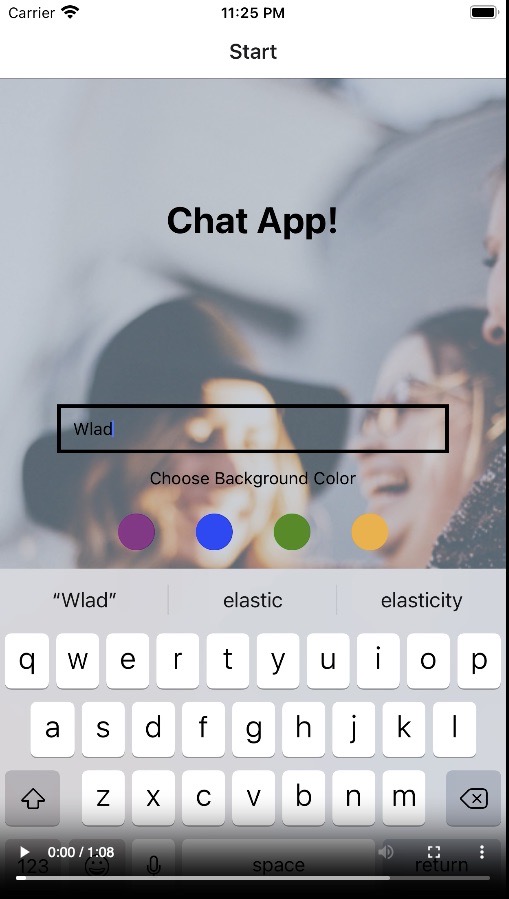 Carrier 11:25 PM
Start
Chat App!
Wlad
Choose Background Color
“Wlad” elastic elasticity
q w e r t y u i o p
a s d f g h j k l
z x c v b n m
0:00 / 1:08
123 space return